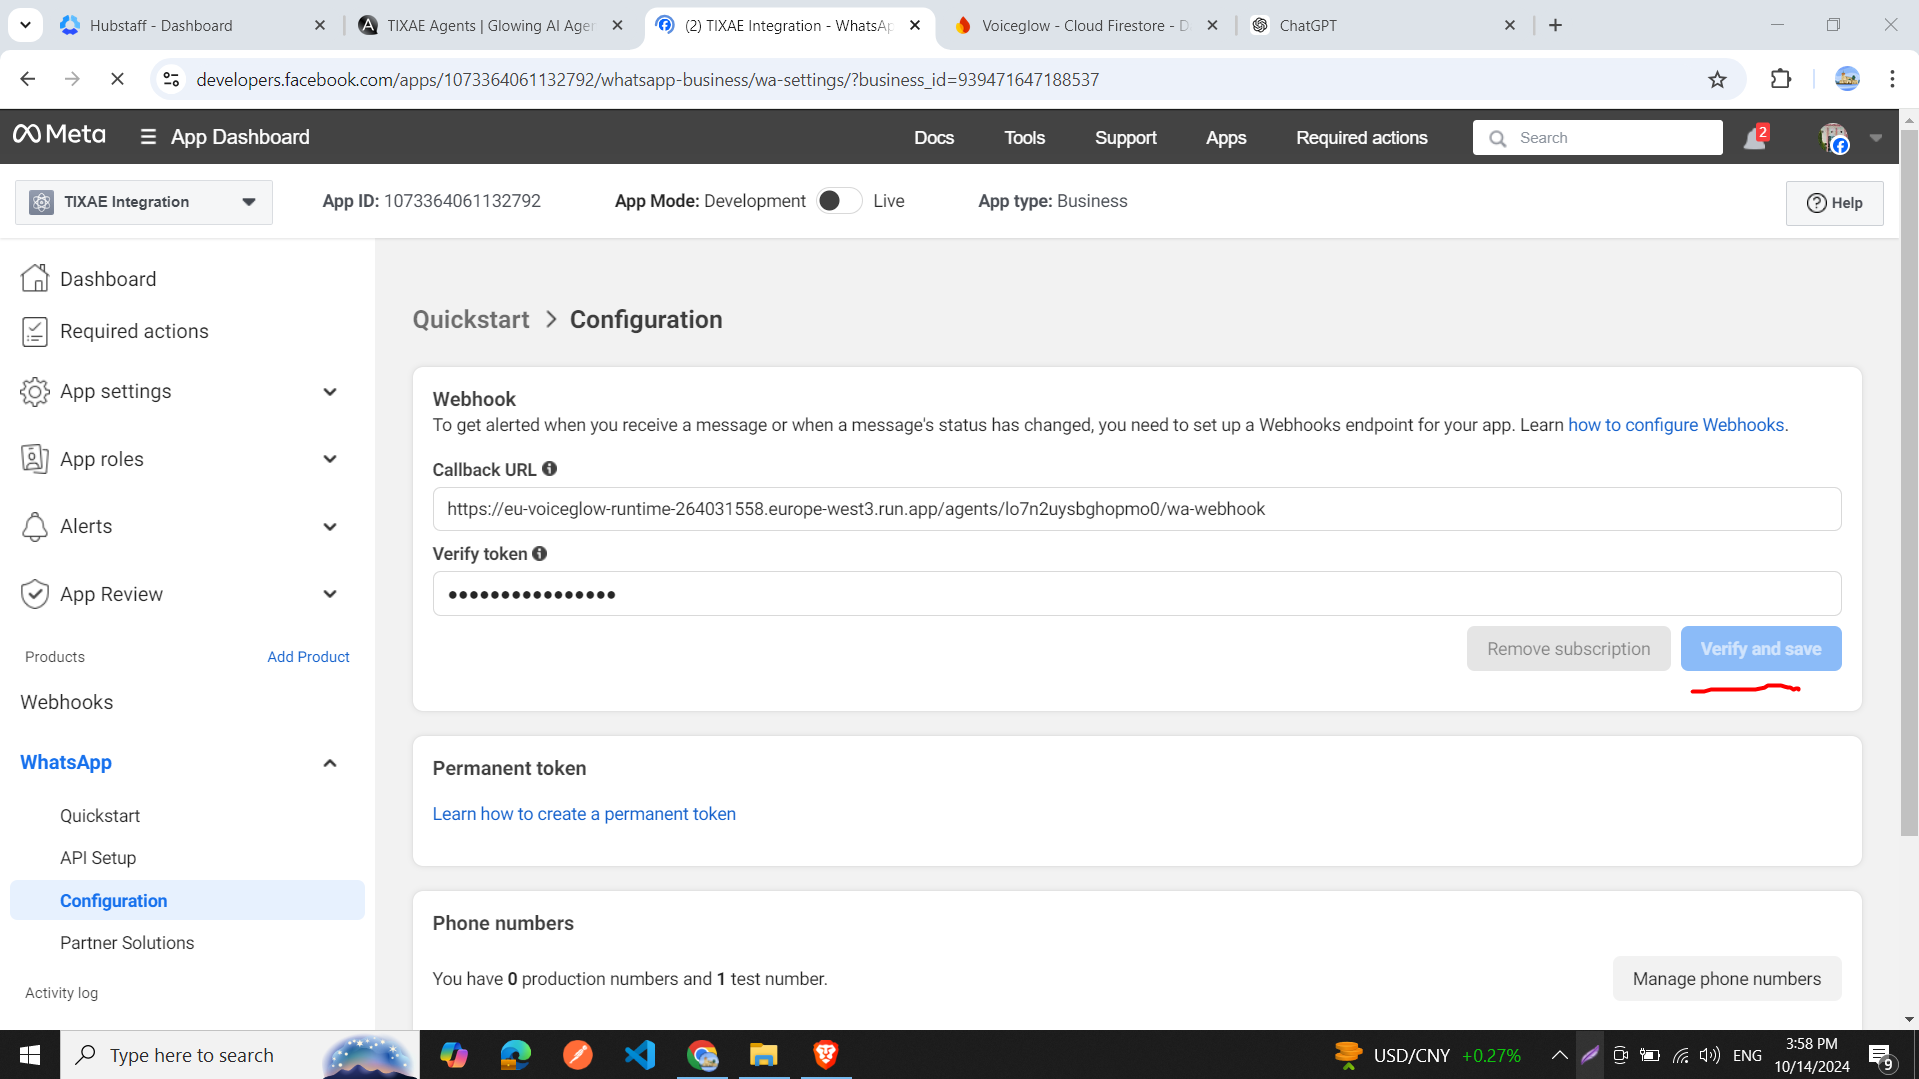 Hubstaff - Dashboard
TIXAE Agents | Glowing AI Agen
(2) TIXAE Integration - WhatsAp
Voiceglow - Cloud Firestore - D
ChatGPT
developers.facebook.com/apps/1073364061132792/whatsapp-business/wa-settings/?business_id=939471647188537
Meta
App Dashboard
Docs
Tools
Support
Apps
Required actions
Search
2
TIXAE Integration
App ID: 1073364061132792
App Mode: Development
Live
App type: Business
Help
Dashboard
Required actions
App settings
App roles
Alerts
App Review
Products
Add Product
Webhooks
WhatsApp
Quickstart
API Setup
Configuration
Partner Solutions
Activity log
Quickstart > Configuration
Webhook
To get alerted when you receive a message or when a message's status has changed, you need to set up a Webhooks endpoint for your app. Learn how to configure Webhooks.
Callback URL
https://eu-voiceglow-runtime-264031558.europe-west3.run.app/agents/lo7n2uysbghopmo0/wa-webhook
Verify token
••••••••••••••••
Remove subscription
Verify and save
Permanent token
Learn how to create a permanent token
Phone numbers
You have 0 production numbers and 1 test number.
Manage phone numbers
Type here to search
USD/CNY +0.27%
ENG
3:58 PM
10/14/2024
9